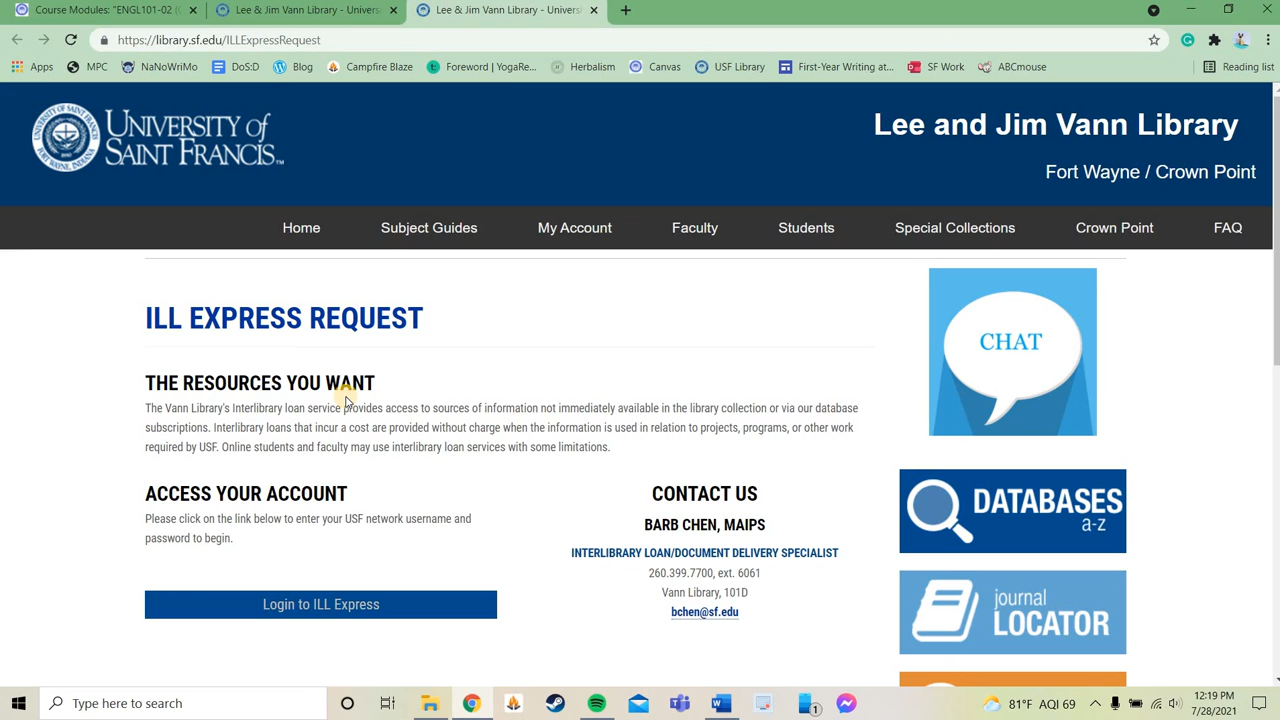 Course Modules: "ENGL101-02 (
Lee & Jim Vann Library - Univers
Lee & Jim Vann Library - Universi
https://library.sf.edu/ILLExpressRequest
Apps
MPC
NaNoWriMo
DoS:D
Blog
Campfire Blaze
Foreword | YogaRe...
Herbalism
Canvas
USF Library
First-Year Writing at...
SF Work
ABCmouse
Reading list
UNIVERSITY of
SAINT FRANCIS
Lee and Jim Vann Library
Fort Wayne / Crown Point
Home
Subject Guides
My Account
Faculty
Students
Special Collections
Crown Point
FAQ
ILL EXPRESS REQUEST
THE RESOURCES YOU WANT
The Vann Library's Interlibrary loan service provides access to sources of information not immediately available in the library collection or via our database
subscriptions. Interlibrary loans that incur a cost are provided without charge when the information is used in relation to projects, programs, or other work
required by USF. Online students and faculty may use interlibrary loan services with some limitations.
ACCESS YOUR ACCOUNT
Please click on the link below to enter your USF network username and
password to begin.
Login to ILL Express
CONTACT US
BARB CHEN, MAIPS
INTERLIBRARY LOAN/DOCUMENT DELIVERY SPECIALIST
260.399.7700, ext. 6061
Vann Library, 101D
bchen@sf.edu
CHAT
DATABASES
a-z
journal
LOCATOR
Type here to search
1
81°F AQI 69
12:19 PM
7/28/2021